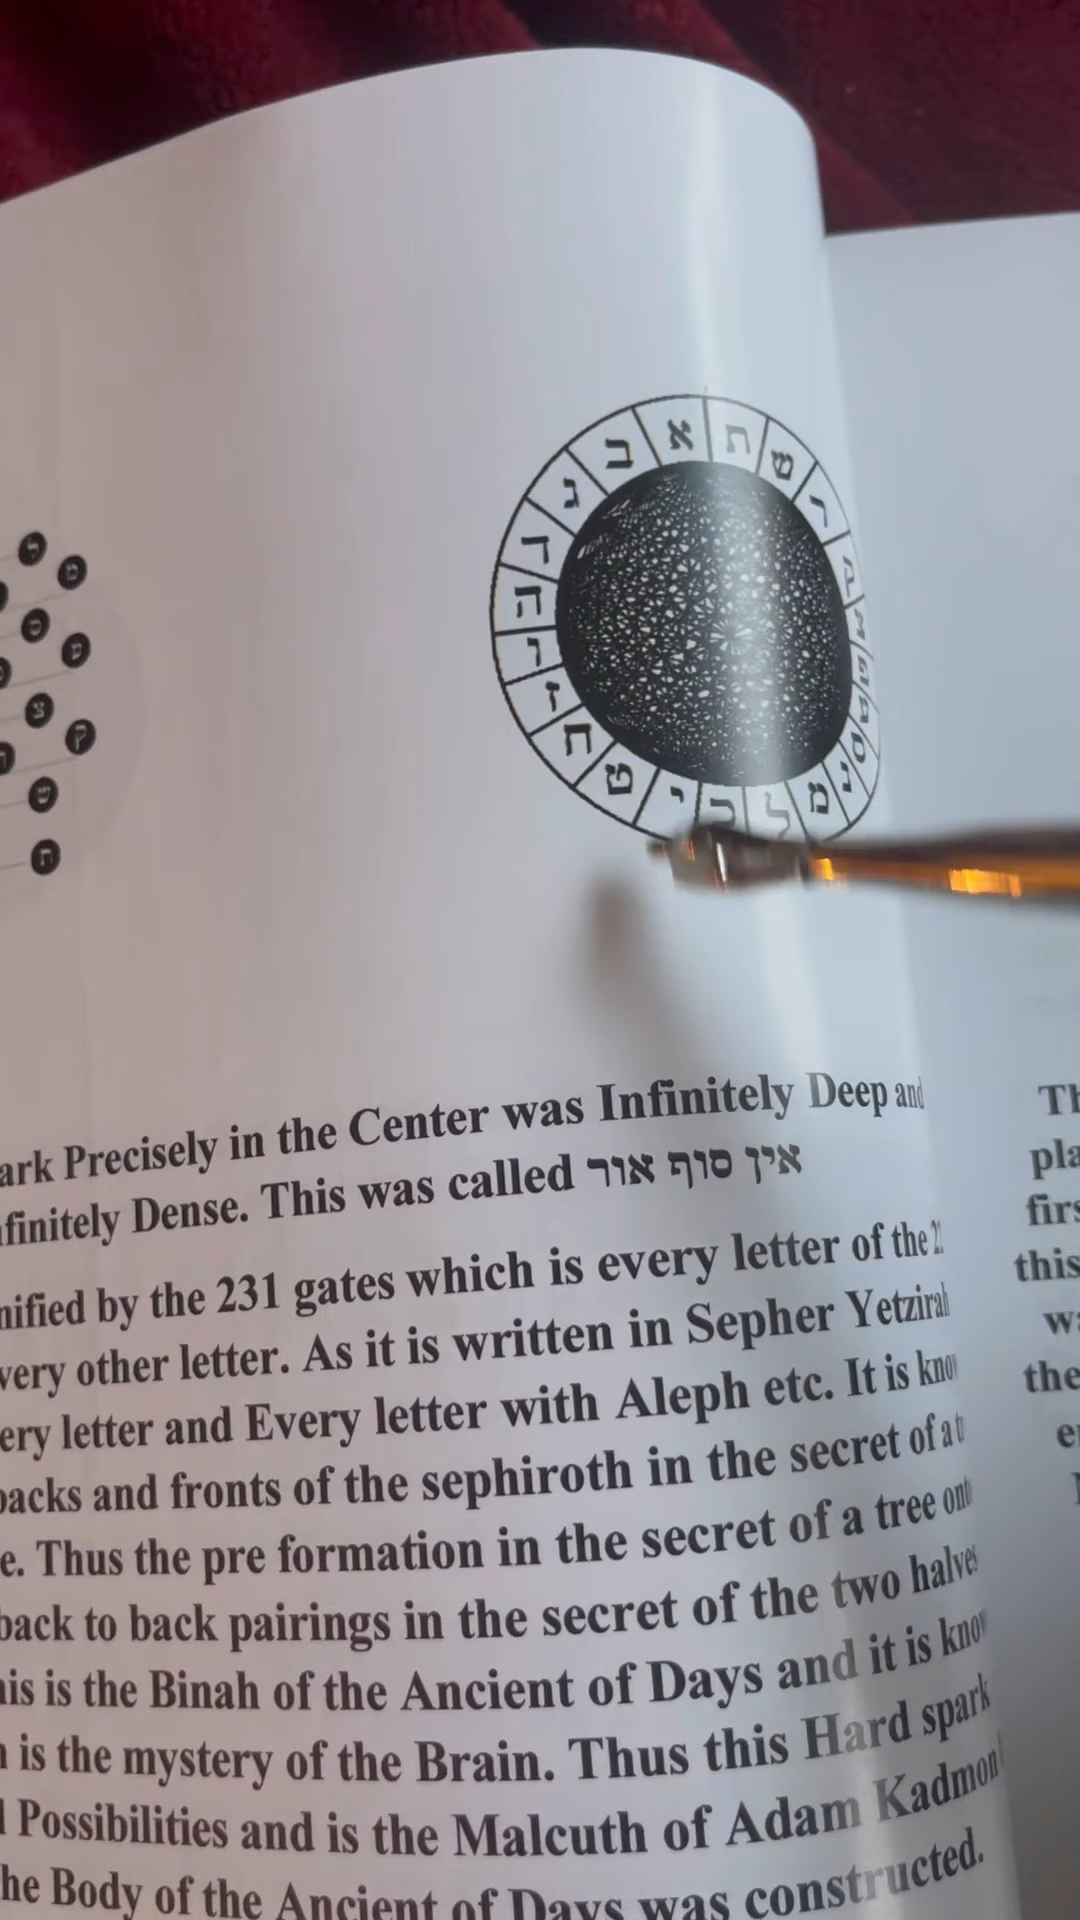 א ת ש ר
ב
ג
ד
ה
ו
ז
ח
ט
י
ל מ
ark Precisely in the Center was Infinitely Deep and
finitely Dense. This was called אין סוף אור
nified by the 231 gates which is every letter of the
very other letter. As it is written in Sepher Yetzirah
ery letter and Every letter with Aleph etc. It is know
backs and fronts of the sephiroth in the secret of a
e. Thus the pre formation in the secret of a tree onto
back to back pairings in the secret of the two halves
his is the Binah of the Ancient of Days and it is know
is the mystery of the Brain. Thus this Hard spark
Possibilities and is the Malcuth of Adam Kadmon
he Body of the Ancient of Days was constructed.
Th
pla
firs
this
wa
the